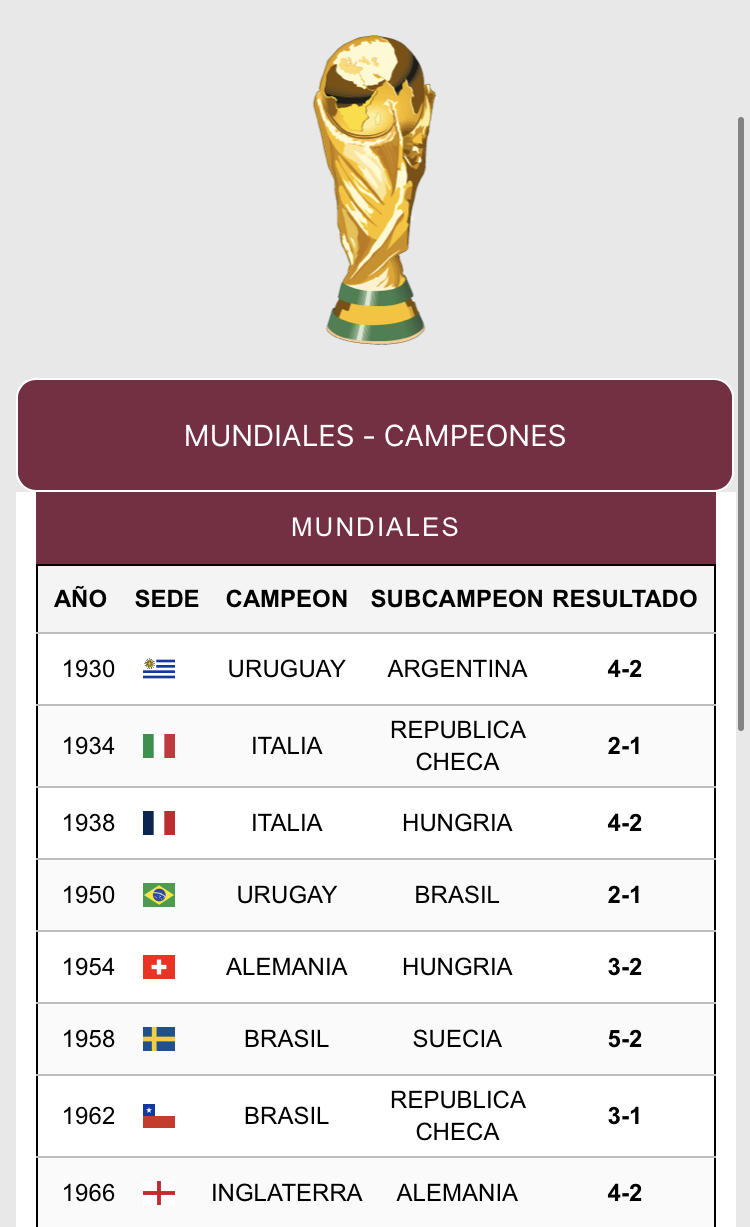 MUNDIALES - CAMPEONES
MUNDIALES
AÑO SEDE CAMPEON SUBCAMPEON RESULTADO
1930 URUGUAY ARGENTINA 4-2
1934 ITALIA REPUBLICA CHECA 2-1
1938 ITALIA HUNGRIA 4-2
1950 URUGAY BRASIL 2-1
1954 ALEMANIA HUNGRIA 3-2
1958 BRASIL SUECIA 5-2
1962 BRASIL REPUBLICA CHECA 3-1
1966 INGLATERRA ALEMANIA 4-2